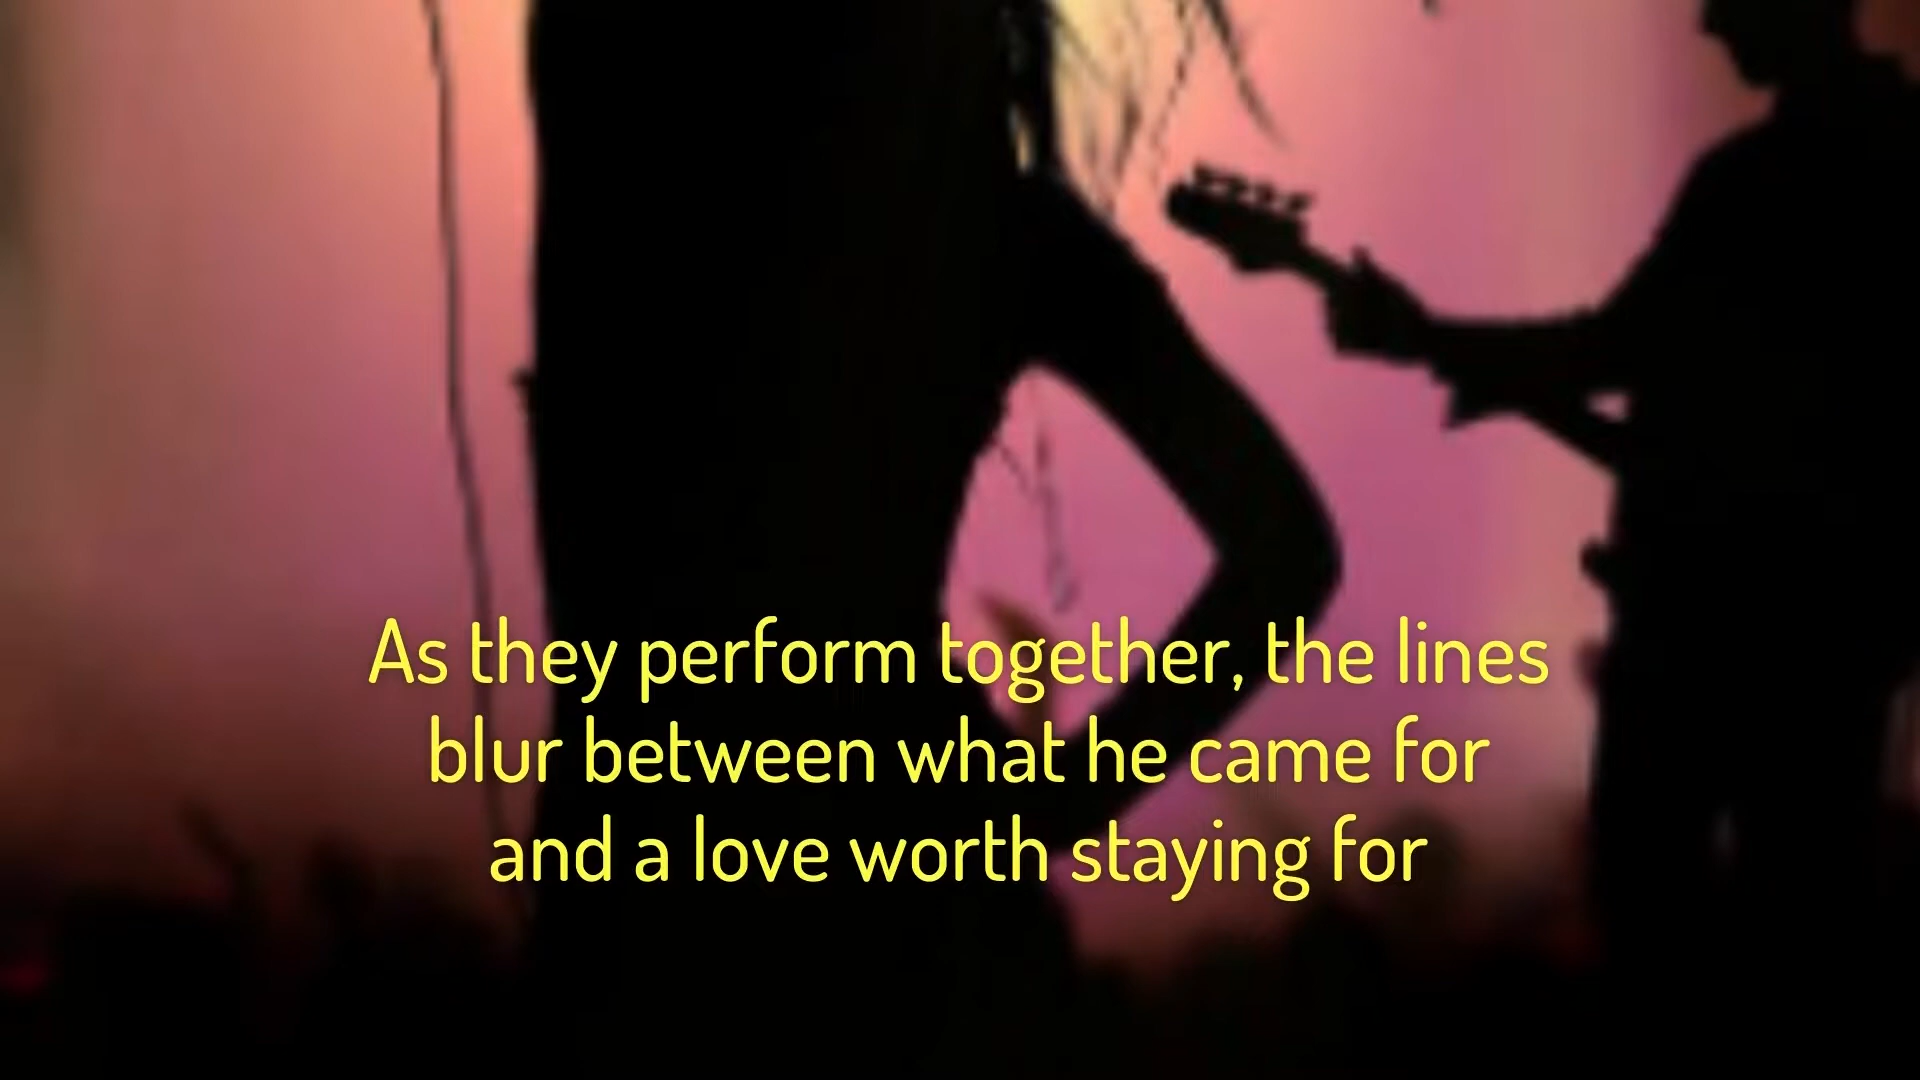 As they perform together, the lines
blur between what he came for
and a love worth staying for